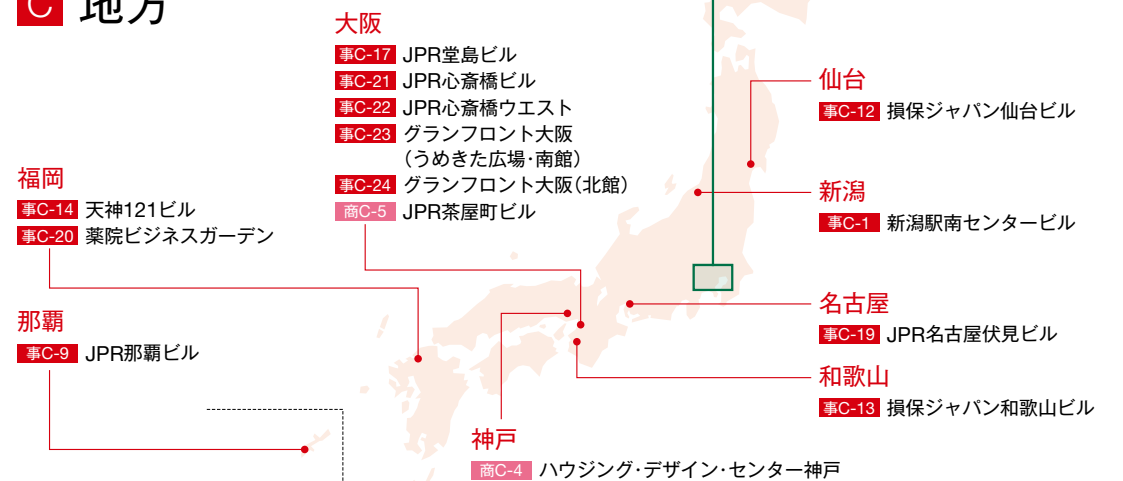 C 地方
大阪
事C-17 JPR堂島ビル
事C-21 JPR心斎橋ビル
事C-22 JPR心斎橋ウエスト
事C-23 グランフロント大阪
（うめきた広場･南館）
事C-24 グランフロント大阪（北館）
商C-5 JPR茶屋町ビル
仙台
事C-12 損保ジャパン仙台ビル
新潟
事C-1 新潟駅南センタービル
福岡
事C-14 天神121ビル
事C-20 薬院ビジネスガーデン
那覇
事C-9 JPR那覇ビル
名古屋
事C-19 JPR名古屋伏見ビル
和歌山
事C-13 損保ジャパン和歌山ビル
神戸
商C-4 ハウジング･デザイン･センター神戸